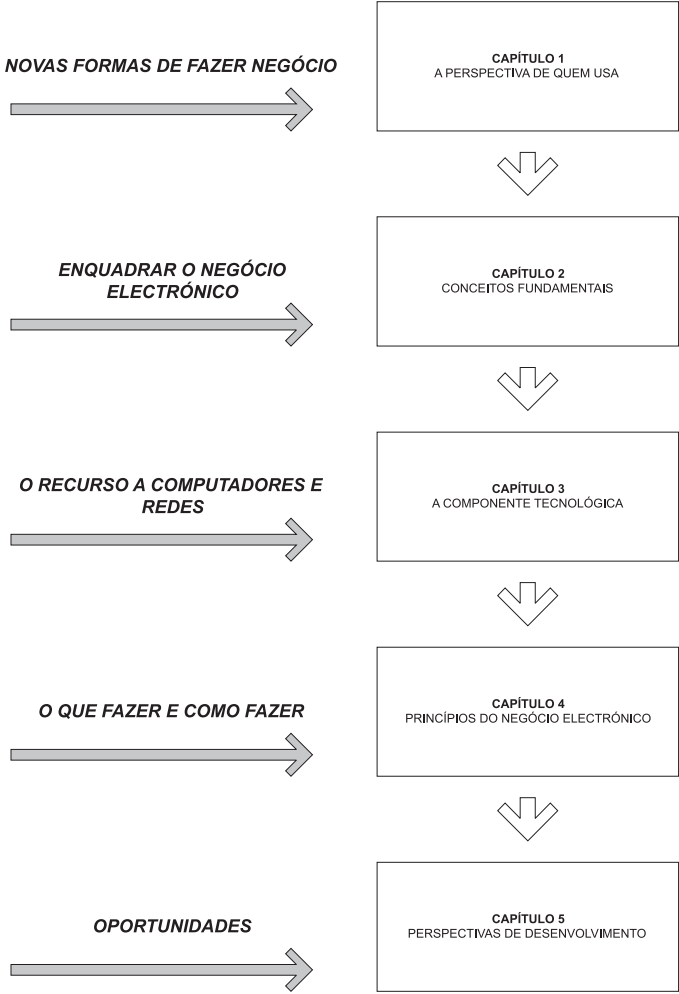 NOVAS FORMAS DE FAZER NEGÓCIO
CAPÍTULO 1
A PERSPECTIVA DE QUEM USA
ENQUADRAR O NEGÓCIO
ELECTRÓNICO
CAPÍTULO 2
CONCEITOS FUNDAMENTAIS
O RECURSO A COMPUTADORES E
REDES
CAPÍTULO 3
A COMPONENTE TECNOLÓGICA
O QUE FAZER E COMO FAZER
CAPÍTULO 4
PRINCÍPIOS DO NEGÓCIO ELECTRÓNICO
OPORTUNIDADES
CAPÍTULO 5
PERSPECTIVAS DE DESENVOLVIMENTO